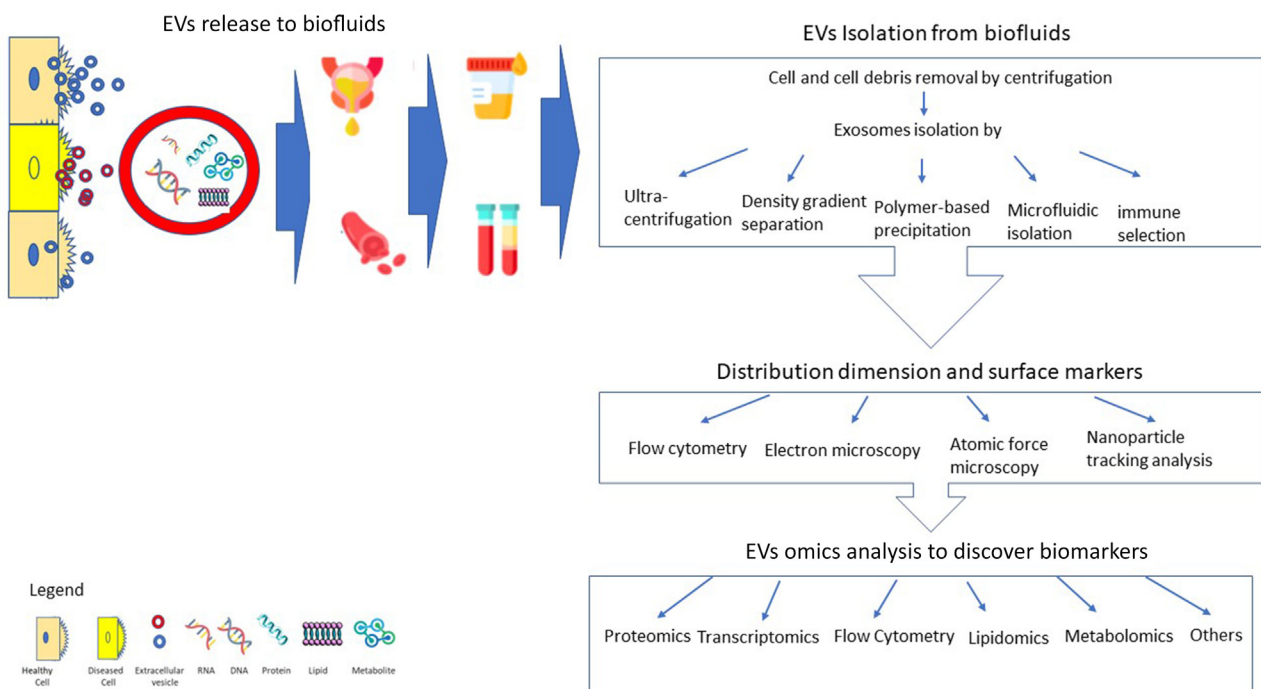 EVs release to biofluids
EVs Isolation from biofluids
Cell and cell debris removal by centrifugation
Exosomes isolation by
Ultra-
centrifugation
Density gradient
separation
Polymer-based
precipitation
Microfluidic
isolation
immune
selection
Distribution dimension and surface markers
Flow cytometry
Electron microscopy
Atomic force
microscopy
Nanoparticle
tracking analysis
EVs omics analysis to discover biomarkers
Proteomics
Transcriptomics
Flow Cytometry
Lipidomics
Metabolomics
Others
Legend
Healthy
Cell
Diseased
Cell
Extracellular
vesicle
RNA
DNA
Protein
Lipid
Metabolite